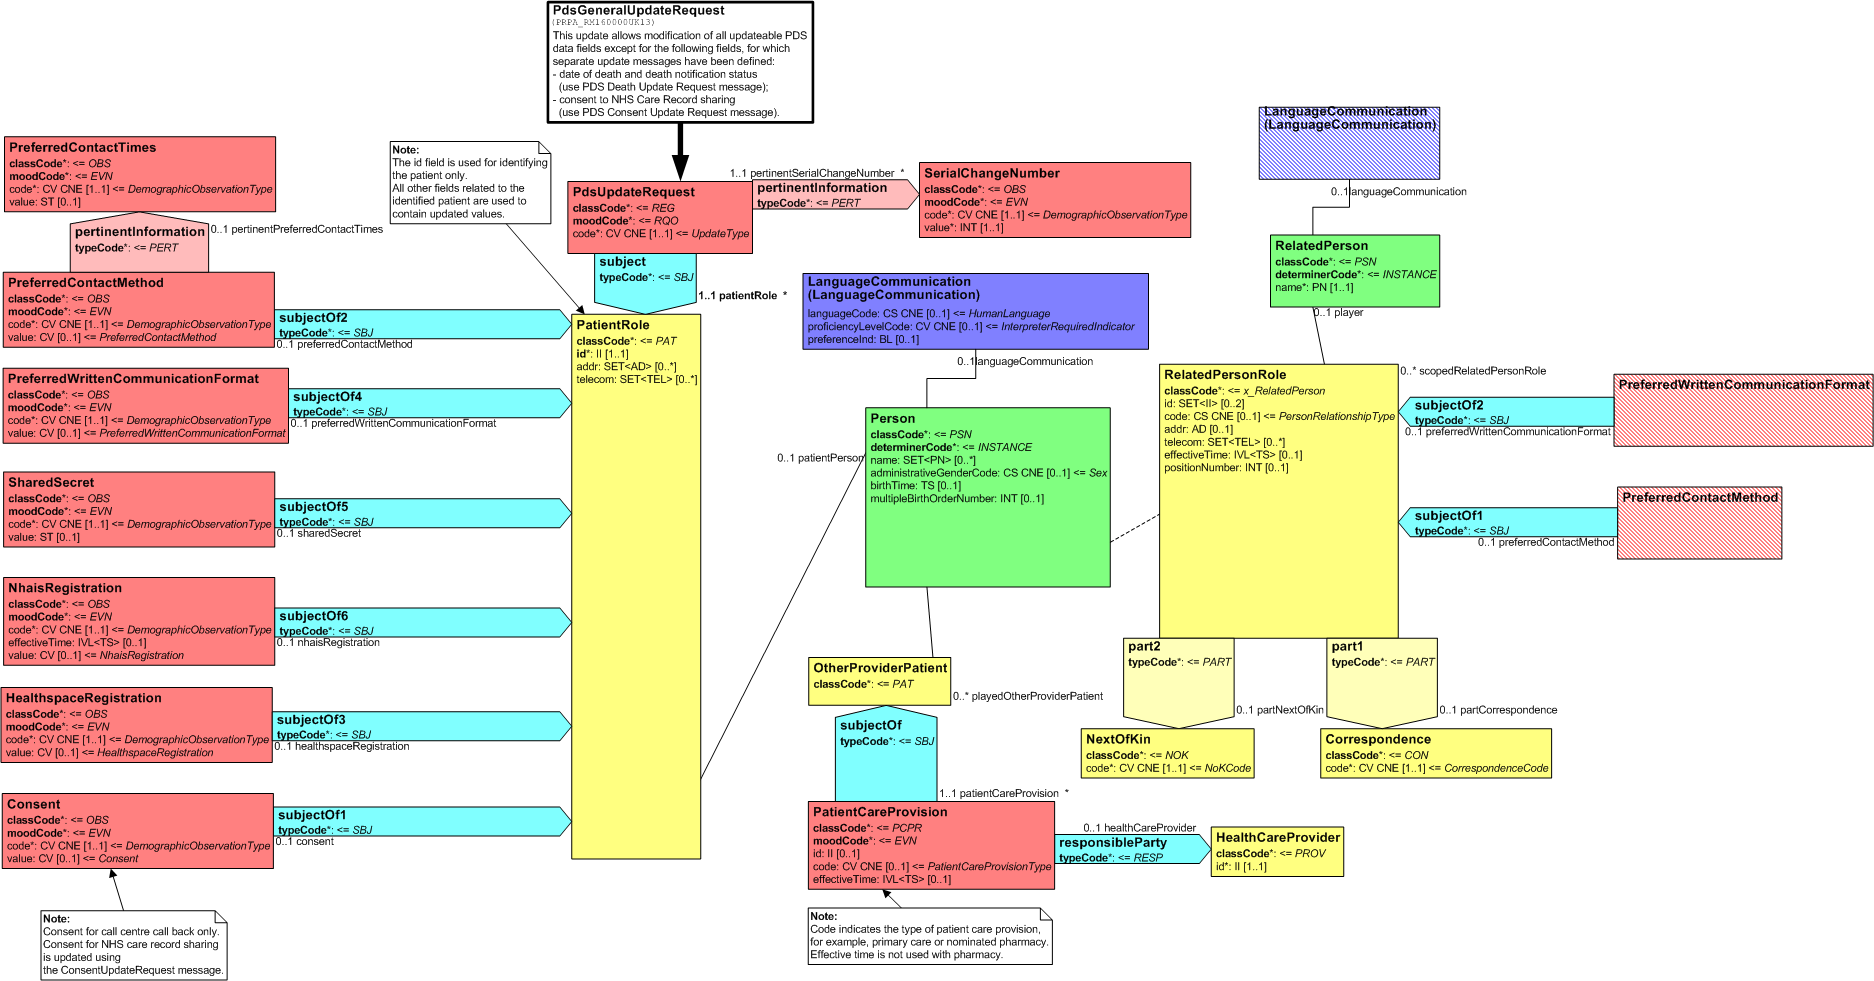 PdsGeneralUpdateRequest
(PRPA_RM160000UK13)
This update allows modification of all updateable PDS
data fields except for the following fields, for which
separate update messages have been defined:
- date of death and death notification status
(use PDS Death Update Request message);
- consent to NHS Care Record sharing
(use PDS Consent Update Request message).
LanguageCommunication
(LanguageCommunication)
0..1 languageCommunication
PreferredContactTimes
classCode*: <= OBS
moodCode*: <= EVN
code*: CV CNE [1..1] <= DemographicObservationType
value: ST [0..1]
pertinentInformation
typeCode*: <= PERT
0..1 pertinentPreferredContactTimes
Note:
The id field is used for identifying
the patient only.
All other fields related to the
identified patient are used to
contain updated values.
PdsUpdateRequest
classCode*: <= REG
moodCode*: <= RQO
code*: CV CNE [1..1] <= UpdateType
1..1 pertinentSerialChangeNumber *
pertinentInformation
typeCode*: <= PERT
SerialChangeNumber
classCode*: <= OBS
moodCode*: <= EVN
code*: CV CNE [1..1] <= DemographicObservationType
value*: INT [1..1]
subject
typeCode*: <= SBJ
1..1 patientRole *
RelatedPerson
classCode*: <= PSN
determinerCode*: <= INSTANCE
name*: PN [1..1]
0..1 player
PreferredContactMethod
classCode*: <= OBS
moodCode*: <= EVN
code*: CV CNE [1..1] <= DemographicObservationType
value: CV [0..1] <= PreferredContactMethod
subjectOf2
typeCode*: <= SBJ
0..1 preferredContactMethod
PatientRole
classCode*: <= PAT
id*: II [1..1]
addr: SET<AD> [0..*]
telecom: SET<TEL> [0..*]
LanguageCommunication
(LanguageCommunication)
languageCode: CS CNE [0..1] <= HumanLanguage
proficiencyLevelCode: CV CNE [0..1] <= InterpreterRequiredIndicator
preferenceInd: BL [0..1]
0..1 languageCommunication
PreferredWrittenCommunicationFormat
classCode*: <= OBS
moodCode*: <= EVN
code*: CV CNE [1..1] <= DemographicObservationType
value: CV [0..1] <= PreferredWrittenCommunicationFormat
subjectOf4
typeCode*: <= SBJ
0..1 preferredWrittenCommunicationFormat
Person
classCode*: <= PSN
determinerCode*: <= INSTANCE
name: SET<PN> [0..*]
administrativeGenderCode: CS CNE [0..1] <= Sex
birthTime: TS [0..1]
multipleBirthOrderNumber: INT [0..1]
0..1 patientPerson
RelatedPersonRole
classCode*: <= x_RelatedPerson
id: SET<II> [0..2]
code: CS CNE [0..1] <= PersonRelationshipType
addr: AD [0..1]
telecom: SET<TEL> [0..*]
effectiveTime: IVL<TS> [0..1]
positionNumber: INT [0..1]
0..* scopedRelatedPersonRole
subjectOf2
typeCode*: <= SBJ
0..1 preferredWrittenCommunicationFormat
PreferredWrittenCommunicationFormat
subjectOf1
typeCode*: <= SBJ
0..1 preferredContactMethod
PreferredContactMethod
SharedSecret
classCode*: <= OBS
moodCode*: <= EVN
code*: CV CNE [1..1] <= DemographicObservationType
value: ST [0..1]
subjectOf5
typeCode*: <= SBJ
0..1 sharedSecret
NhaisRegistration
classCode*: <= OBS
moodCode*: <= EVN
code*: CV CNE [1..1] <= DemographicObservationType
effectiveTime: IVL<TS> [0..1]
value: CV [0..1] <= NhaisRegistration
subjectOf6
typeCode*: <= SBJ
0..1 nhaisRegistration
HealthspaceRegistration
classCode*: <= OBS
moodCode*: <= EVN
code*: CV CNE [1..1] <= DemographicObservationType
value: CV [0..1] <= HealthspaceRegistration
subjectOf3
typeCode*: <= SBJ
0..1 healthspaceRegistration
OtherProviderPatient
classCode*: <= PAT
0..* playedOtherProviderPatient
subjectOf
typeCode*: <= SBJ
1..1 patientCareProvision *
part2
typeCode*: <= PART
0..1 partNextOfKin
part1
typeCode*: <= PART
0..1 partCorrespondence
NextOfKin
classCode*: <= NOK
code*: CV CNE [1..1] <= NoKCode
Correspondence
classCode*: <= CON
code*: CV CNE [1..1] <= CorrespondenceCode
Consent
classCode*: <= OBS
moodCode*: <= EVN
code*: CV CNE [1..1] <= DemographicObservationType
value: CV [0..1] <= Consent
subjectOf1
typeCode*: <= SBJ
0..1 consent
PatientCareProvision
classCode*: <= PCPR
moodCode*: <= EVN
id: II [0..1]
code: CV CNE [0..1] <= PatientCareProvisionType
effectiveTime: IVL<TS> [0..1]
0..1 healthCareProvider
responsibleParty
typeCode*: <= RESP
HealthCareProvider
classCode*: <= PROV
id*: II [1..1]
Note:
Consent for call centre call back only.
Consent for NHS care record sharing
is updated using
the ConsentUpdateRequest message.
Note:
Code indicates the type of patient care provision,
for example, primary care or nominated pharmacy.
Effective time is not used with pharmacy.